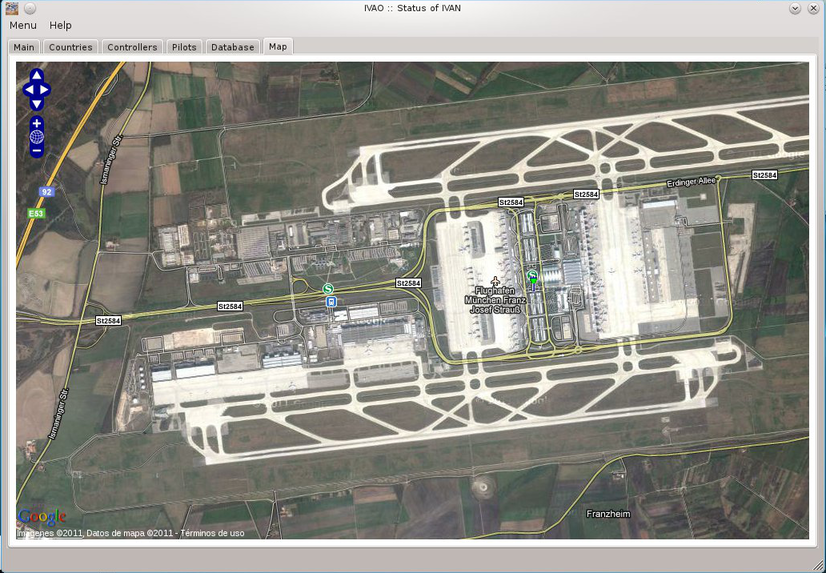 IVAO :: Status of IVAN
Menu Help
Main Countries Controllers Pilots Database Map
Ismaninger Str.
92
E53
St2584
St2584
St2584
Erdinger Allee
St2584
St2584
St2584
S
Flughafen
München Franz
Josef Strauß
Ismaninger Str.
Franzheim
Google
Imágenes ©2011, Datos de mapa ©2011 - Términos de uso